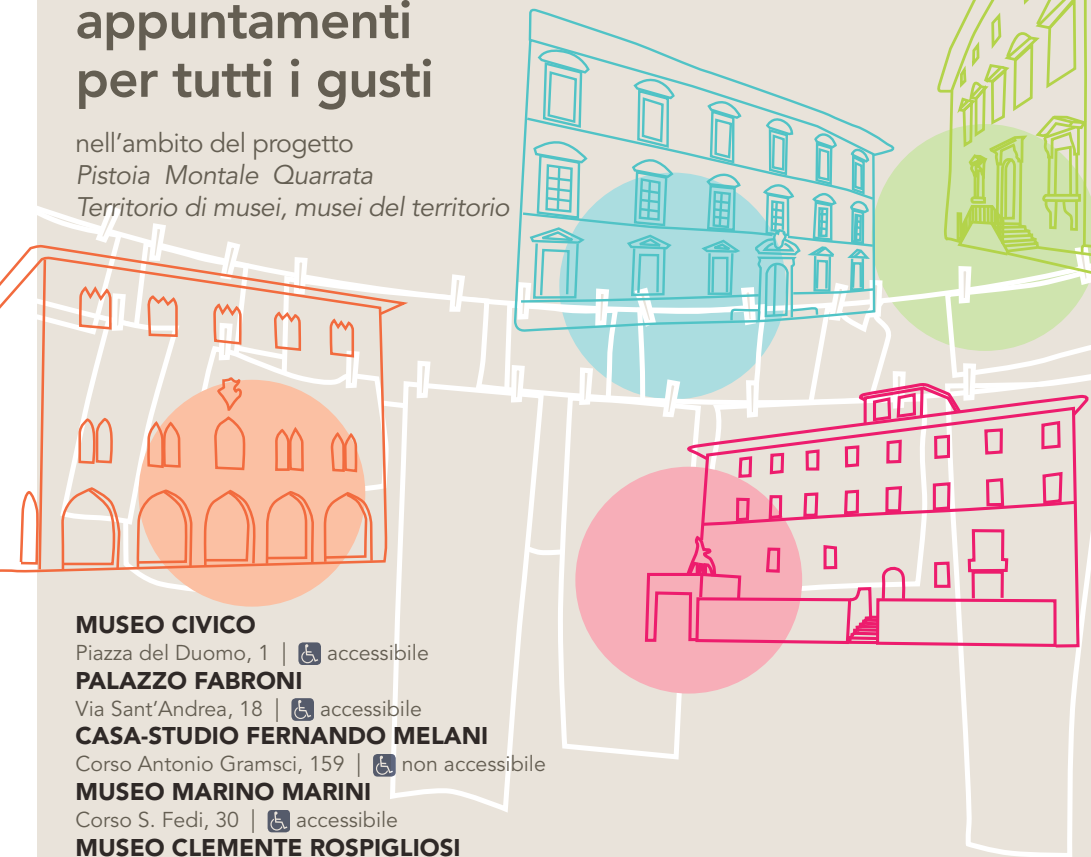 appuntamenti
per tutti i gusti
nell'ambito del progetto
Pistoia Montale Quarrata
Territorio di musei, musei del territorio
MUSEO CIVICO
Piazza del Duomo, 1 | accessibile
PALAZZO FABRONI
Via Sant'Andrea, 18 | accessibile
CASA-STUDIO FERNANDO MELANI
Corso Antonio Gramsci, 159 | non accessibile
MUSEO MARINO MARINI
Corso S. Fedi, 30 | accessibile
MUSEO CLEMENTE ROSPIGLIOSI